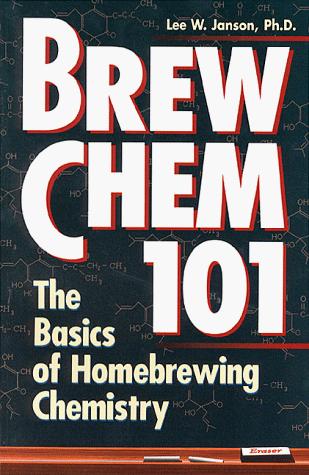 Lee W. Janson, Ph.D.
BREW
CHEM
101
The
Basics
of Homebrewing
Chemistry
Eraser